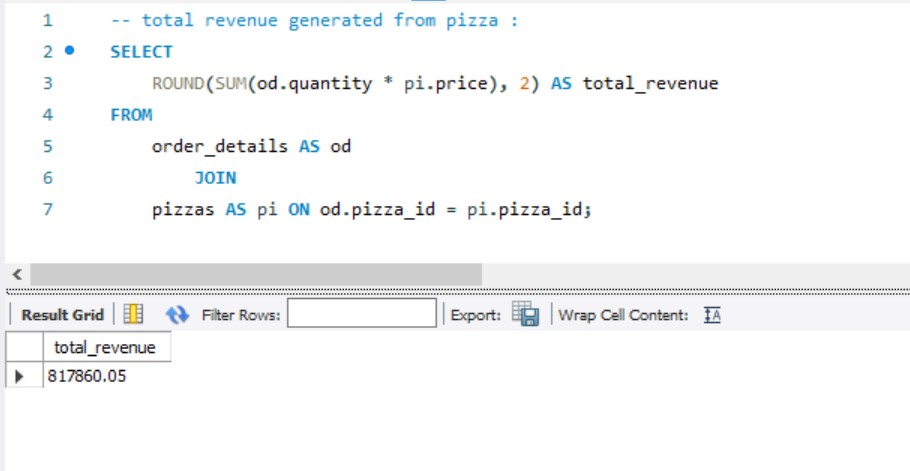 1 -- total revenue generated from pizza :
2 SELECT
3 ROUND(SUM(od.quantity * pi.price), 2) AS total_revenue
4 FROM
5 order_details AS od
6 JOIN
7 pizzas AS pi ON od.pizza_id = pi.pizza_id;
Result Grid Filter Rows: Export: Wrap Cell Content:
total_revenue
817860.05